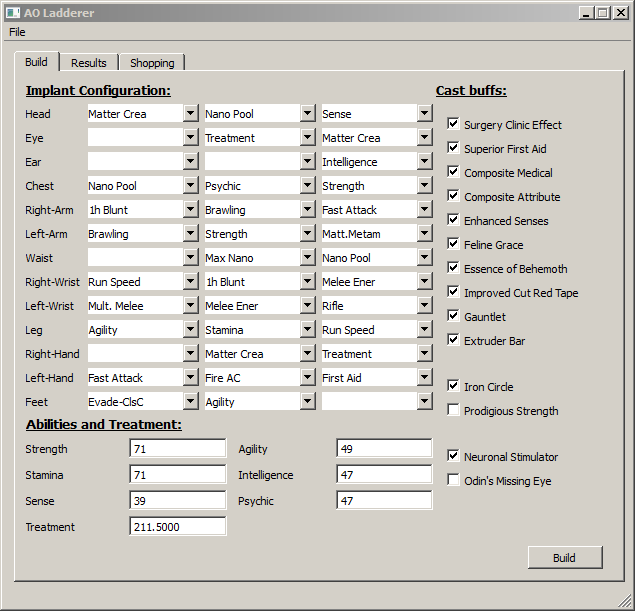 AO Ladderer
File
Build Results Shopping
Implant Configuration: Cast buffs:
Head Matter Crea Nano Pool Sense
Surgery Clinic Effect
Eye Treatment Matter Crea
Superior First Aid
Ear Intelligence
Composite Medical
Chest Nano Pool Psychic Strength
Composite Attribute
Right-Arm 1h Blunt Brawling Fast Attack
Enhanced Senses
Left-Arm Brawling Strength Matt.Metam
Feline Grace
Waist Max Nano Nano Pool
Essence of Behemoth
Right-Wrist Run Speed 1h Blunt Melee Ener
Improved Cut Red Tape
Left-Wrist Mult. Melee Melee Ener Rifle
Gauntlet
Leg Agility Stamina Run Speed
Extruder Bar
Right-Hand Matter Crea Treatment
Left-Hand Fast Attack Fire AC First Aid
Iron Circle
Feet Evade-ClsC Agility
Prodigious Strength
Abilities and Treatment:
Strength 71 Agility 49
Neuronal Stimulator
Stamina 71 Intelligence 47
Odin's Missing Eye
Sense 39 Psychic 47
Treatment 211.5000
Build